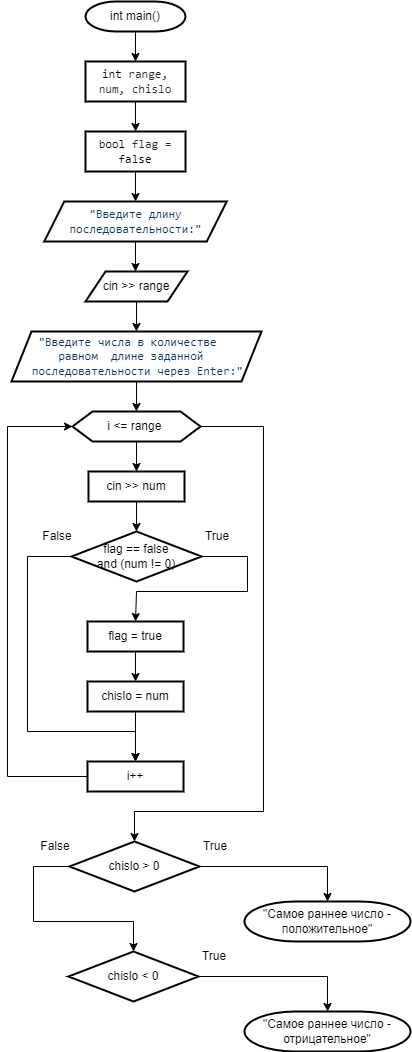 int main()
int range,
num, chislo
bool flag =
false
"Введите длину
последовательности:"
cin >> range
"Введите числа в количестве
равном длине заданной
последовательности через Enter:"
i <= range
cin >> num
False
True
flag == false
and (num != 0)
flag = true
chislo = num
i++
False
True
chislo > 0
"Самое раннее число -
положительное"
True
chislo < 0
"Самое раннее число -
отрицательное"